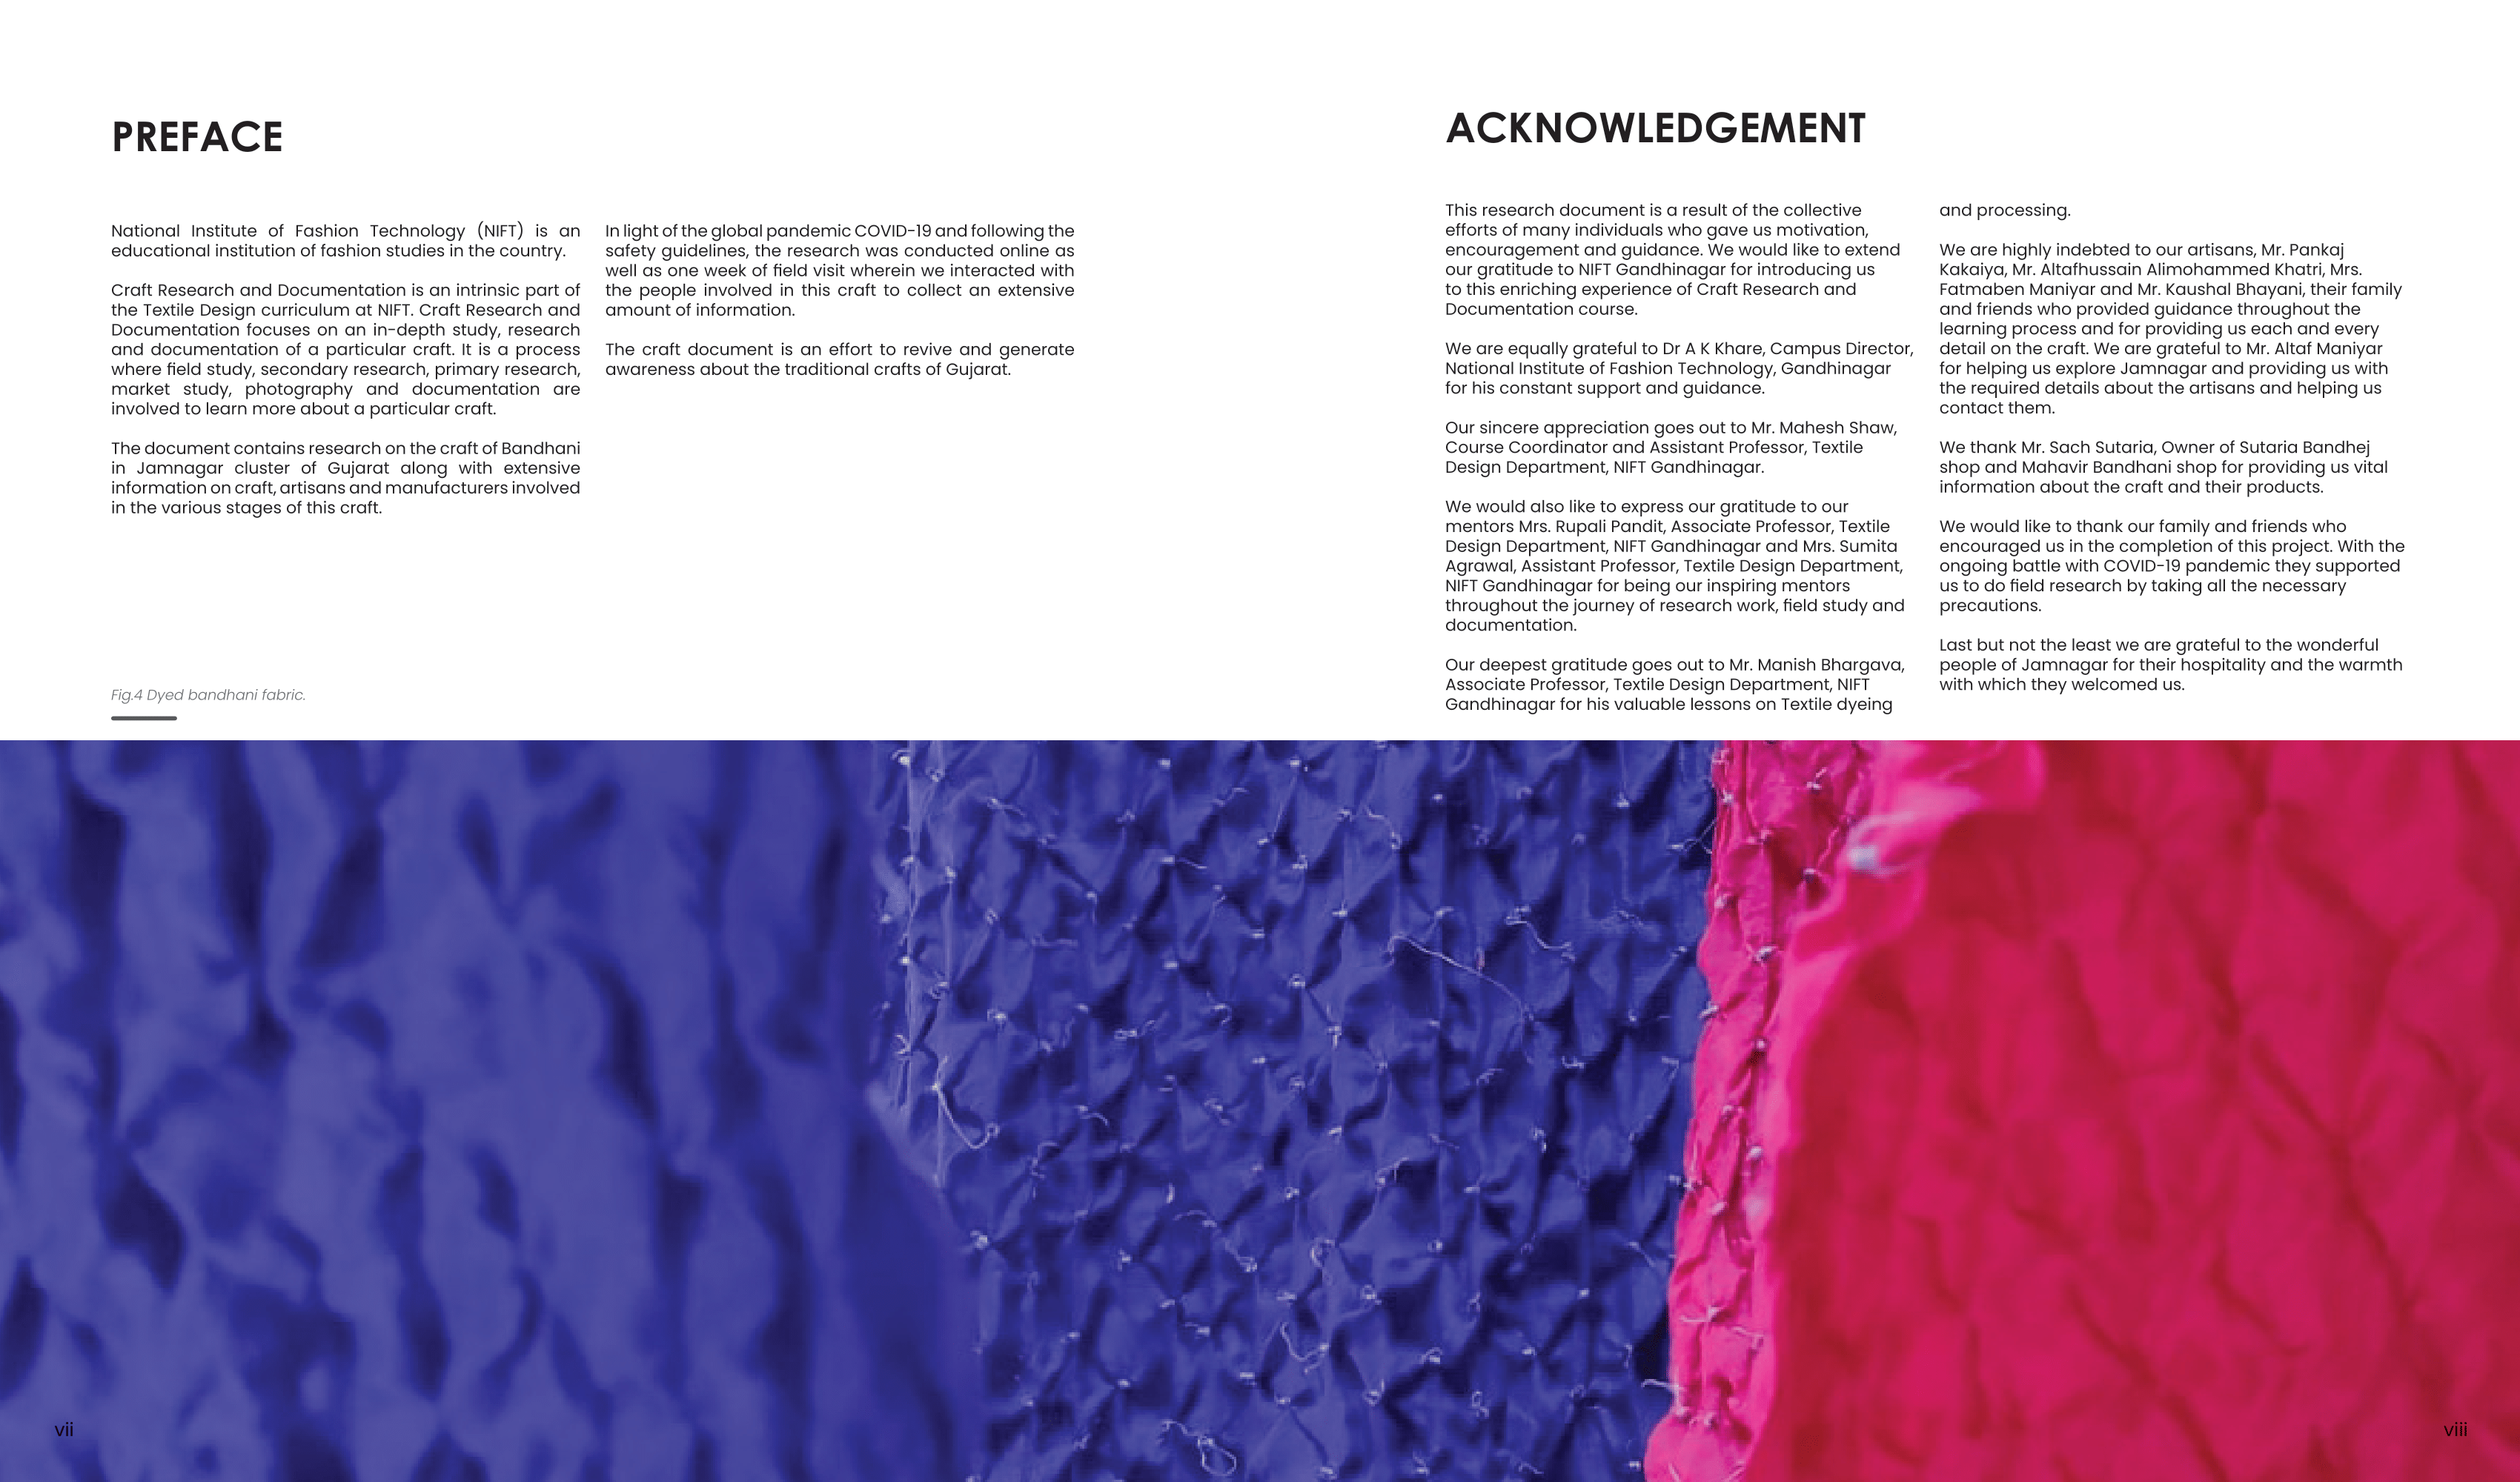 PREFACE
National Institute of Fashion Technology (NIFT) is an
educational institution of fashion studies in the country.
Craft Research and Documentation is an intrinsic part of
the Textile Design curriculum at NIFT. Craft Research and
Documentation focuses on an in-depth study, research
and documentation of a particular craft. It is a process
where field study, secondary research, primary research,
market study, photography and documentation are
involved to learn more about a particular craft.
The document contains research on the craft of Bandhani
in Jamnagar cluster of Gujarat along with extensive
information on craft, artisans and manufacturers involved
in the various stages of this craft.
In light of the global pandemic COVID-19 and following the
safety guidelines, the research was conducted online as
well as one week of field visit wherein we interacted with
the people involved in this craft to collect an extensive
amount of information.
The craft document is an effort to revive and generate
awareness about the traditional crafts of Gujarat.
Fig.4 Dyed bandhani fabric.
vii
ACKNOWLEDGEMENT
This research document is a result of the collective
efforts of many individuals who gave us motivation,
encouragement and guidance. We would like to extend
our gratitude to NIFT Gandhinagar for introducing us
to this enriching experience of Craft Research and
Documentation course.
We are equally grateful to Dr A K Khare, Campus Director,
National Institute of Fashion Technology, Gandhinagar
for his constant support and guidance.
Our sincere appreciation goes out to Mr. Mahesh Shaw,
Course Coordinator and Assistant Professor, Textile
Design Department, NIFT Gandhinagar.
We would also like to express our gratitude to our
mentors Mrs. Rupali Pandit, Associate Professor, Textile
Design Department, NIFT Gandhinagar and Mrs. Sumita
Agrawal, Assistant Professor, Textile Design Department,
NIFT Gandhinagar for being our inspiring mentors
throughout the journey of research work, field study and
documentation.
Our deepest gratitude goes out to Mr. Manish Bhargava,
Associate Professor, Textile Design Department, NIFT
Gandhinagar for his valuable lessons on Textile dyeing
and processing.
We are highly indebted to our artisans, Mr. Pankaj
Kakaiya, Mr. Altafhussain Alimohammed Khatri, Mrs.
Fatmaben Maniyar and Mr. Kaushal Bhayani, their family
and friends who provided guidance throughout the
learning process and for providing us each and every
detail on the craft. We are grateful to Mr. Altaf Maniyar
for helping us explore Jamnagar and providing us with
the required details about the artisans and helping us
contact them.
We thank Mr. Sach Sutaria, Owner of Sutaria Bandhej
shop and Mahavir Bandhani shop for providing us vital
information about the craft and their products.
We would like to thank our family and friends who
encouraged us in the completion of this project. With the
ongoing battle with COVID-19 pandemic they supported
us to do field research by taking all the necessary
precautions.
Last but not the least we are grateful to the wonderful
people of Jamnagar for their hospitality and the warmth
with which they welcomed us.
viii